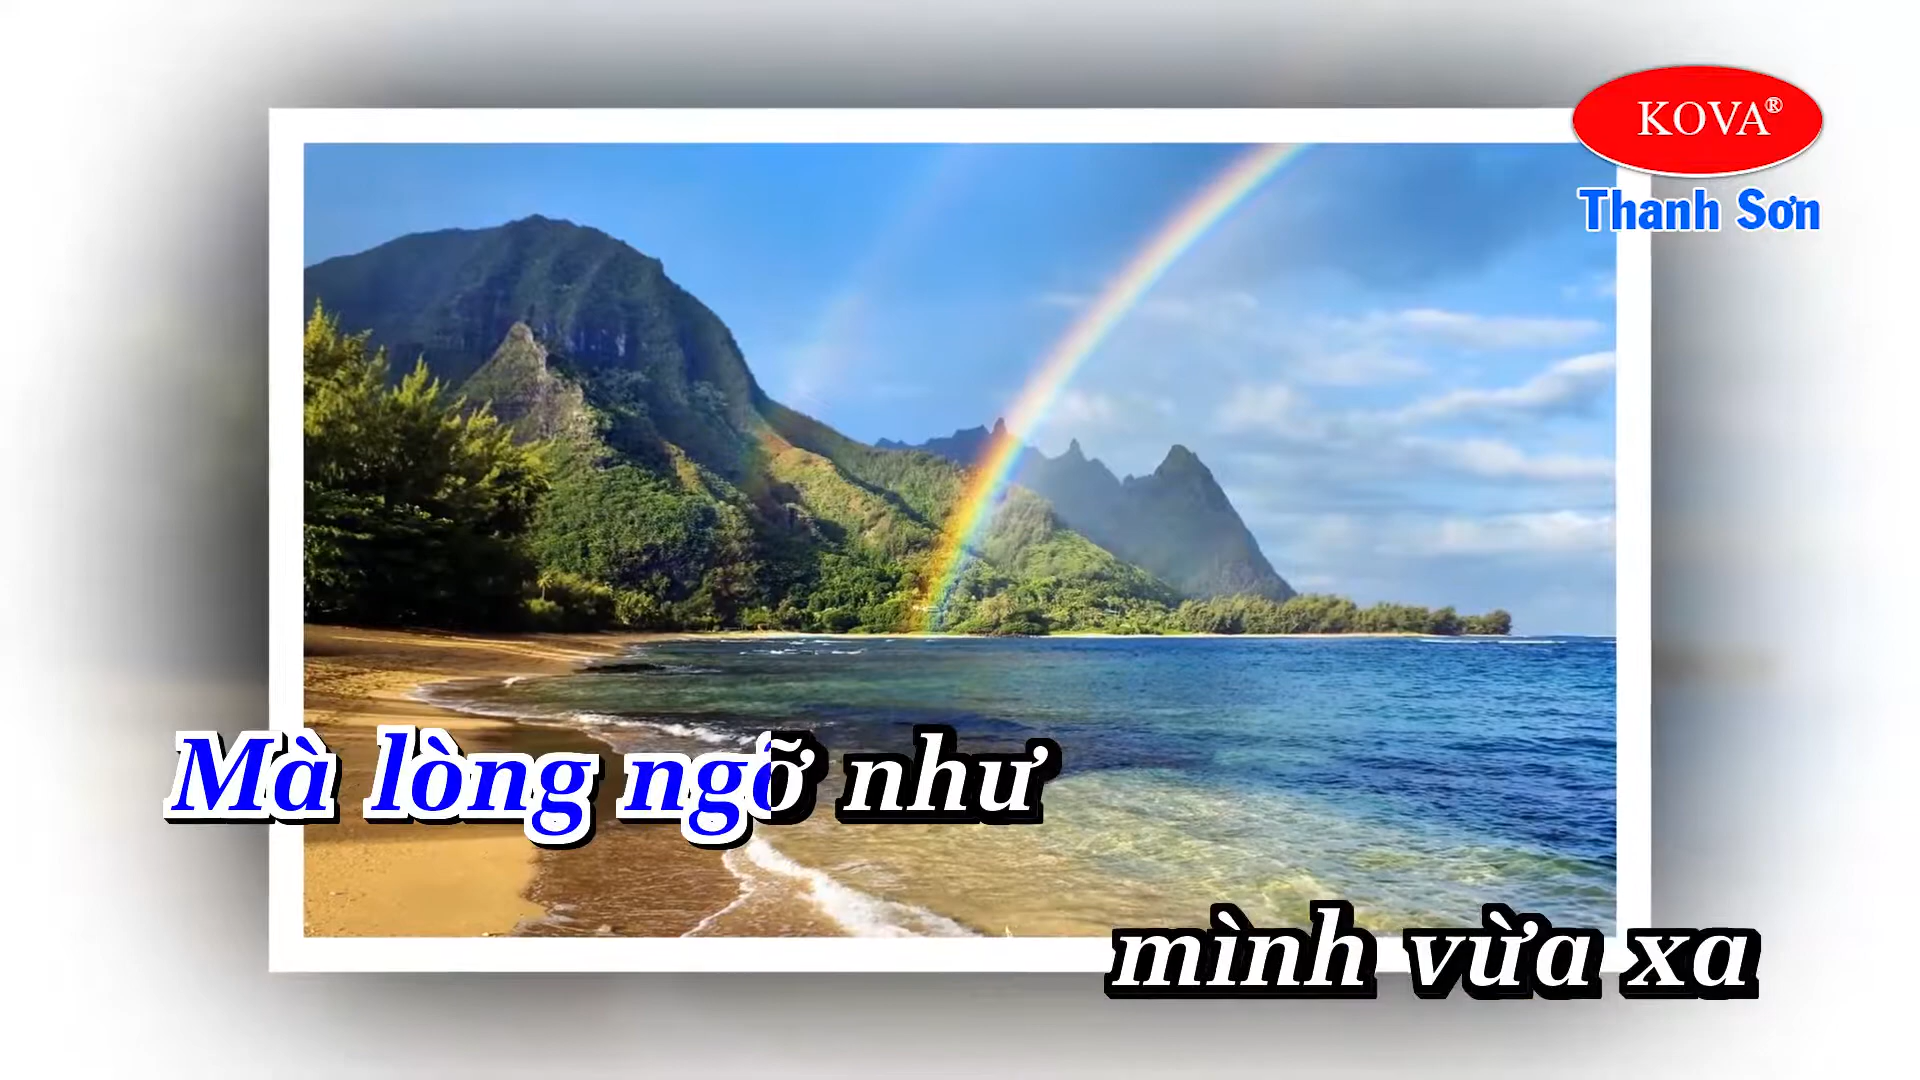 KOVA®
Thanh Sơn
Mà lòng ngỡ như
mình vừa xa